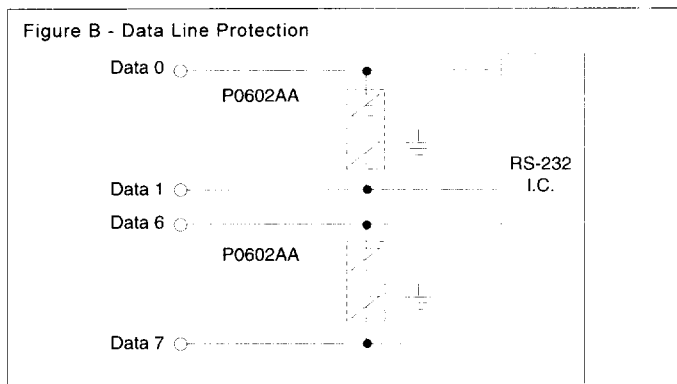 Figure B - Data Line Protection
Data 0
P0602AA
RS-232
I.C.
Data 1
Data 6
P0602AA
Data 7